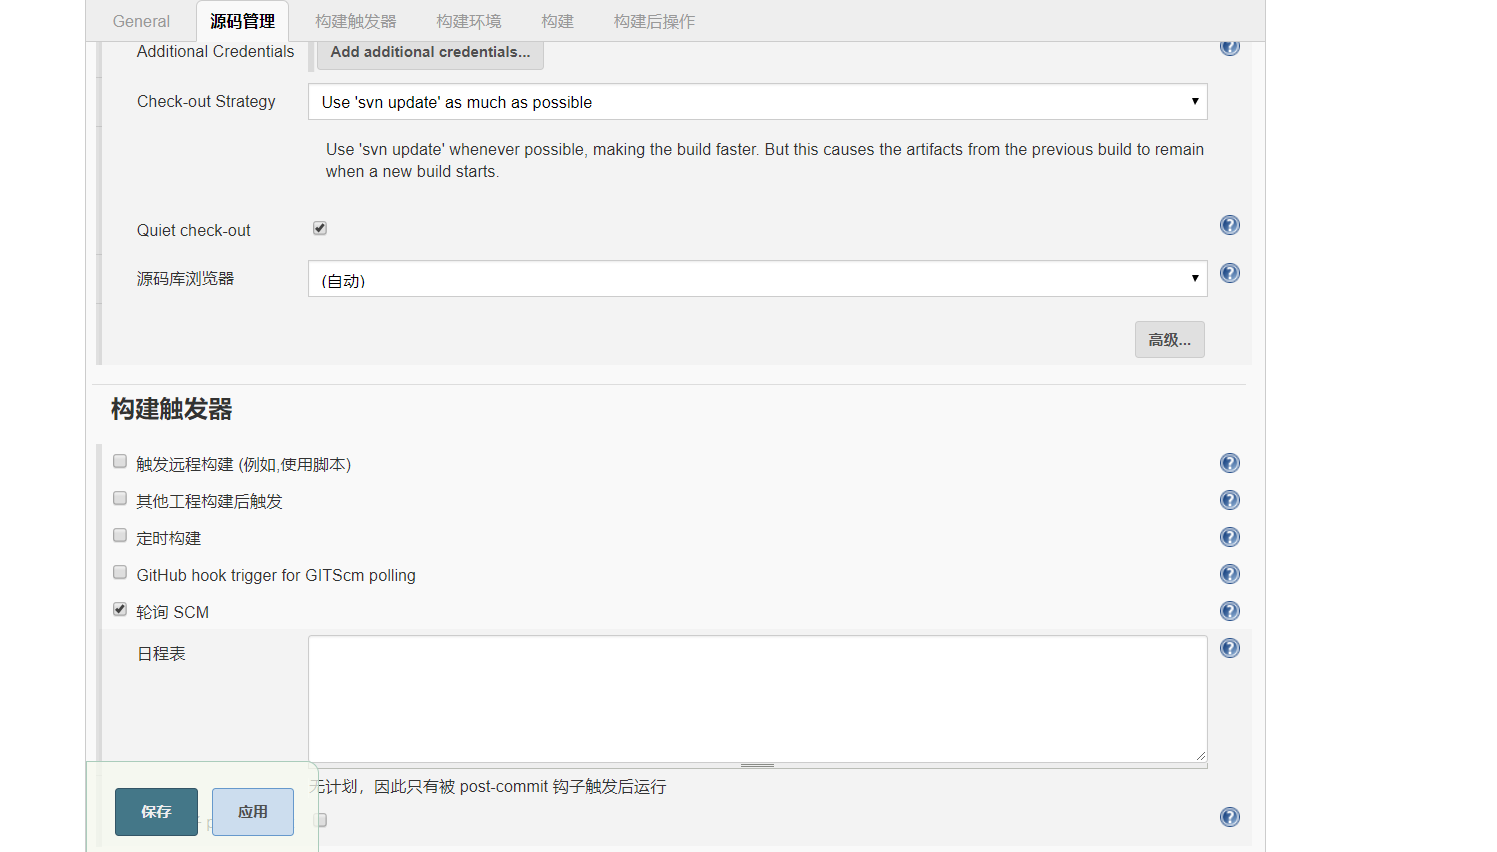 General 源码管理 构建触发器 构建环境 构建 构建后操作
Additional Credentials Add additional credentials...
Check-out Strategy Use 'svn update' as much as possible
Use 'svn update' whenever possible, making the build faster. But this causes the artifacts from the previous build to remain
when a new build starts.
Quiet check-out
源码库浏览器 (自动)
高级...
构建触发器
触发远程构建 (例如,使用脚本)
其他工程构建后触发
定时构建
GitHub hook trigger for GITScm polling
轮询 SCM
日程表
无计划，因此只有被 post-commit 钩子触发后运行
保存 应用